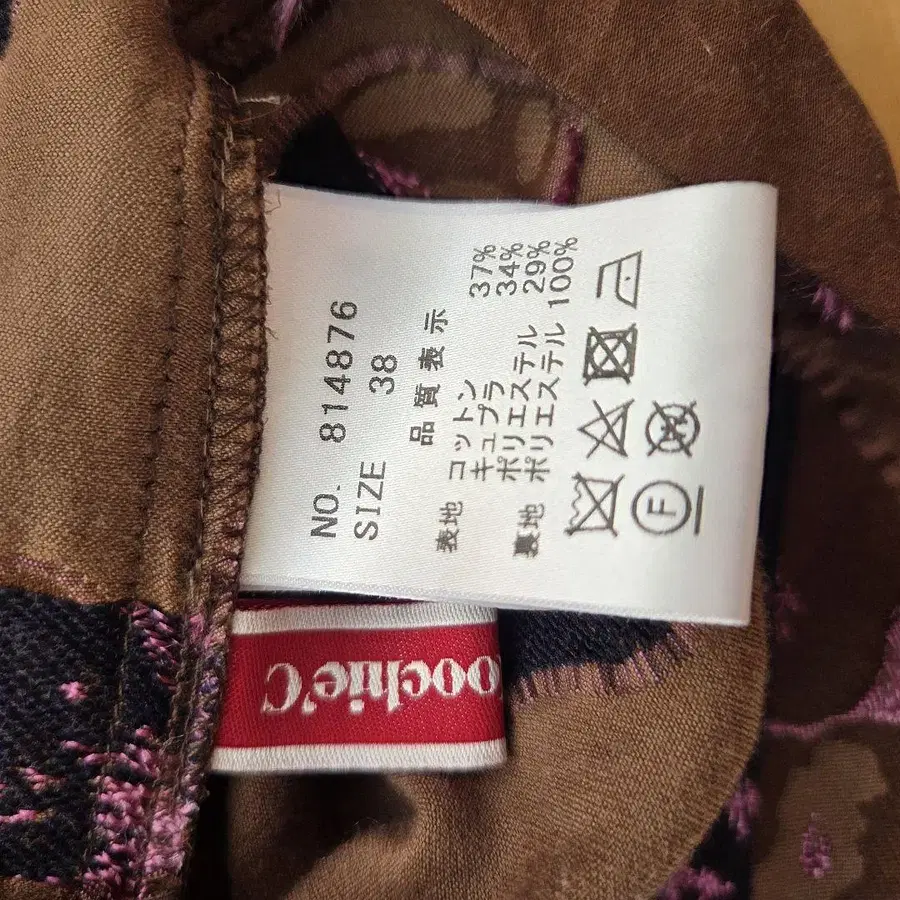 NO. 814876
SIZE 38
品質表示
表地 コットン 37%
キュプラ 34%
ポリエステル 29%
裏地 ポリエステル 100%
F W